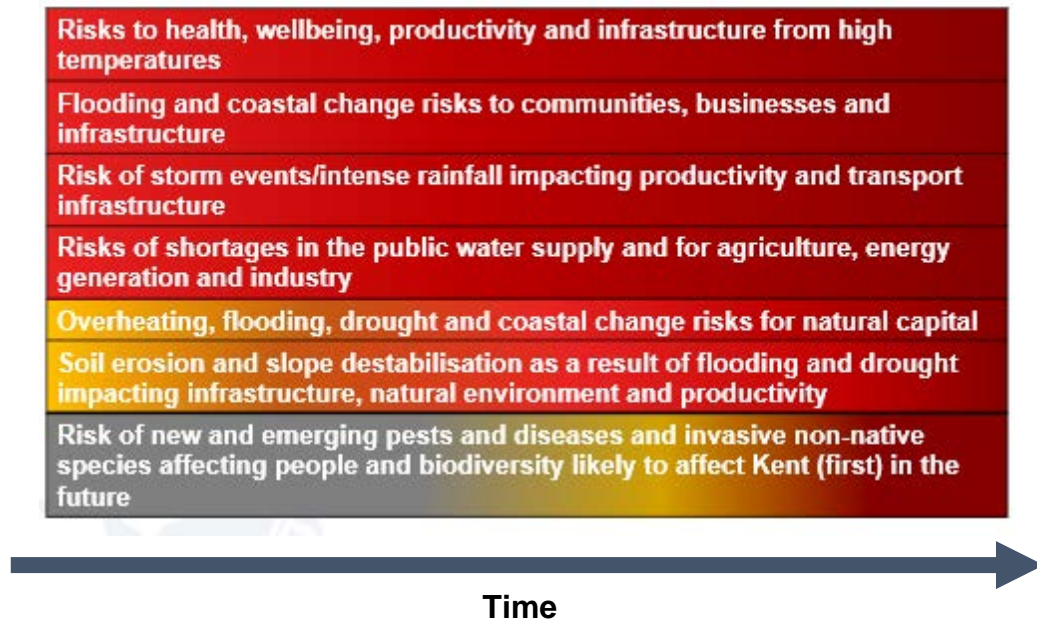 Risks to health, wellbeing, productivity and infrastructure from high
temperatures
Flooding and coastal change risks to communities, businesses and
infrastructure
Risk of storm events/intense rainfall impacting productivity and transport
infrastructure
Risks of shortages in the public water supply and for agriculture, energy
generation and industry
Overheating, flooding, drought and coastal change risks for natural capital
Soil erosion and slope destabilisation as a result of flooding and drought
impacting infrastructure, natural environment and productivity
Risk of new and emerging pests and diseases and invasive non-native
species affecting people and biodiversity likely to affect Kent (first) in the
future
Time